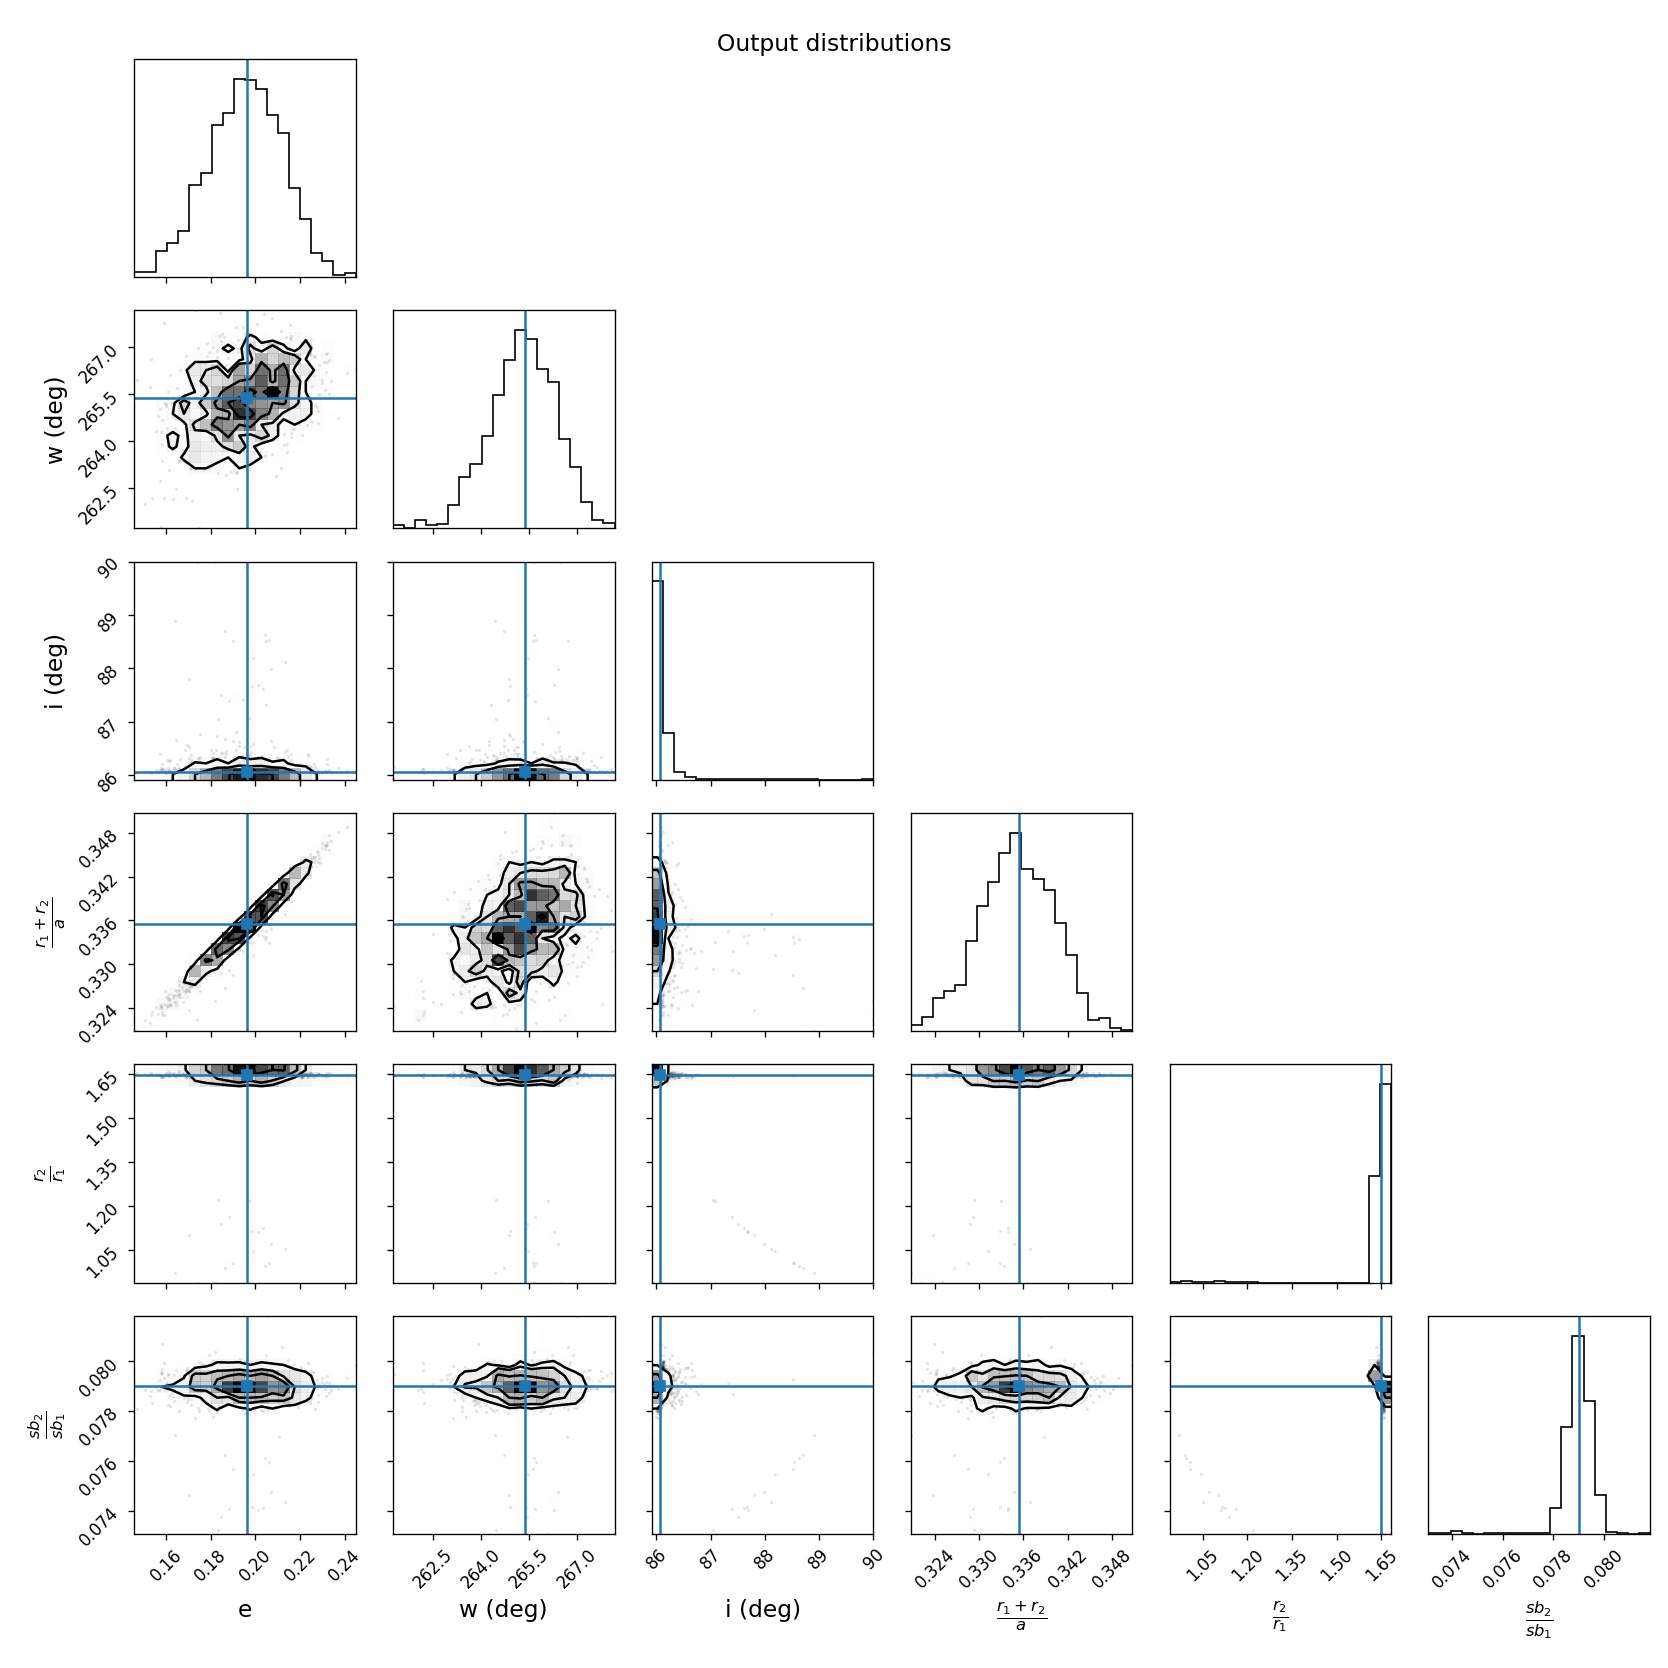 Output distributions
w (deg)
267.0
265.5
264.0
262.5
i (deg)
90
89
88
87
86
r₁ + r₂
a
0.348
0.342
0.336
0.330
0.324
r₂
r₁
1.65
1.50
1.35
1.20
1.05
sb₂
sb₁
0.080
0.078
0.076
0.074
0.16 0.18 0.20 0.22 0.24 262.5 264.0 265.5 267.0 86 87 88 89 90 0.324 0.330 0.336 0.342 0.348 1.05 1.20 1.35 1.50 1.65 0.074 0.076 0.078 0.080
e w (deg) i (deg) r₁ + r₂ r₂ sb₂
a r₁ sb₁